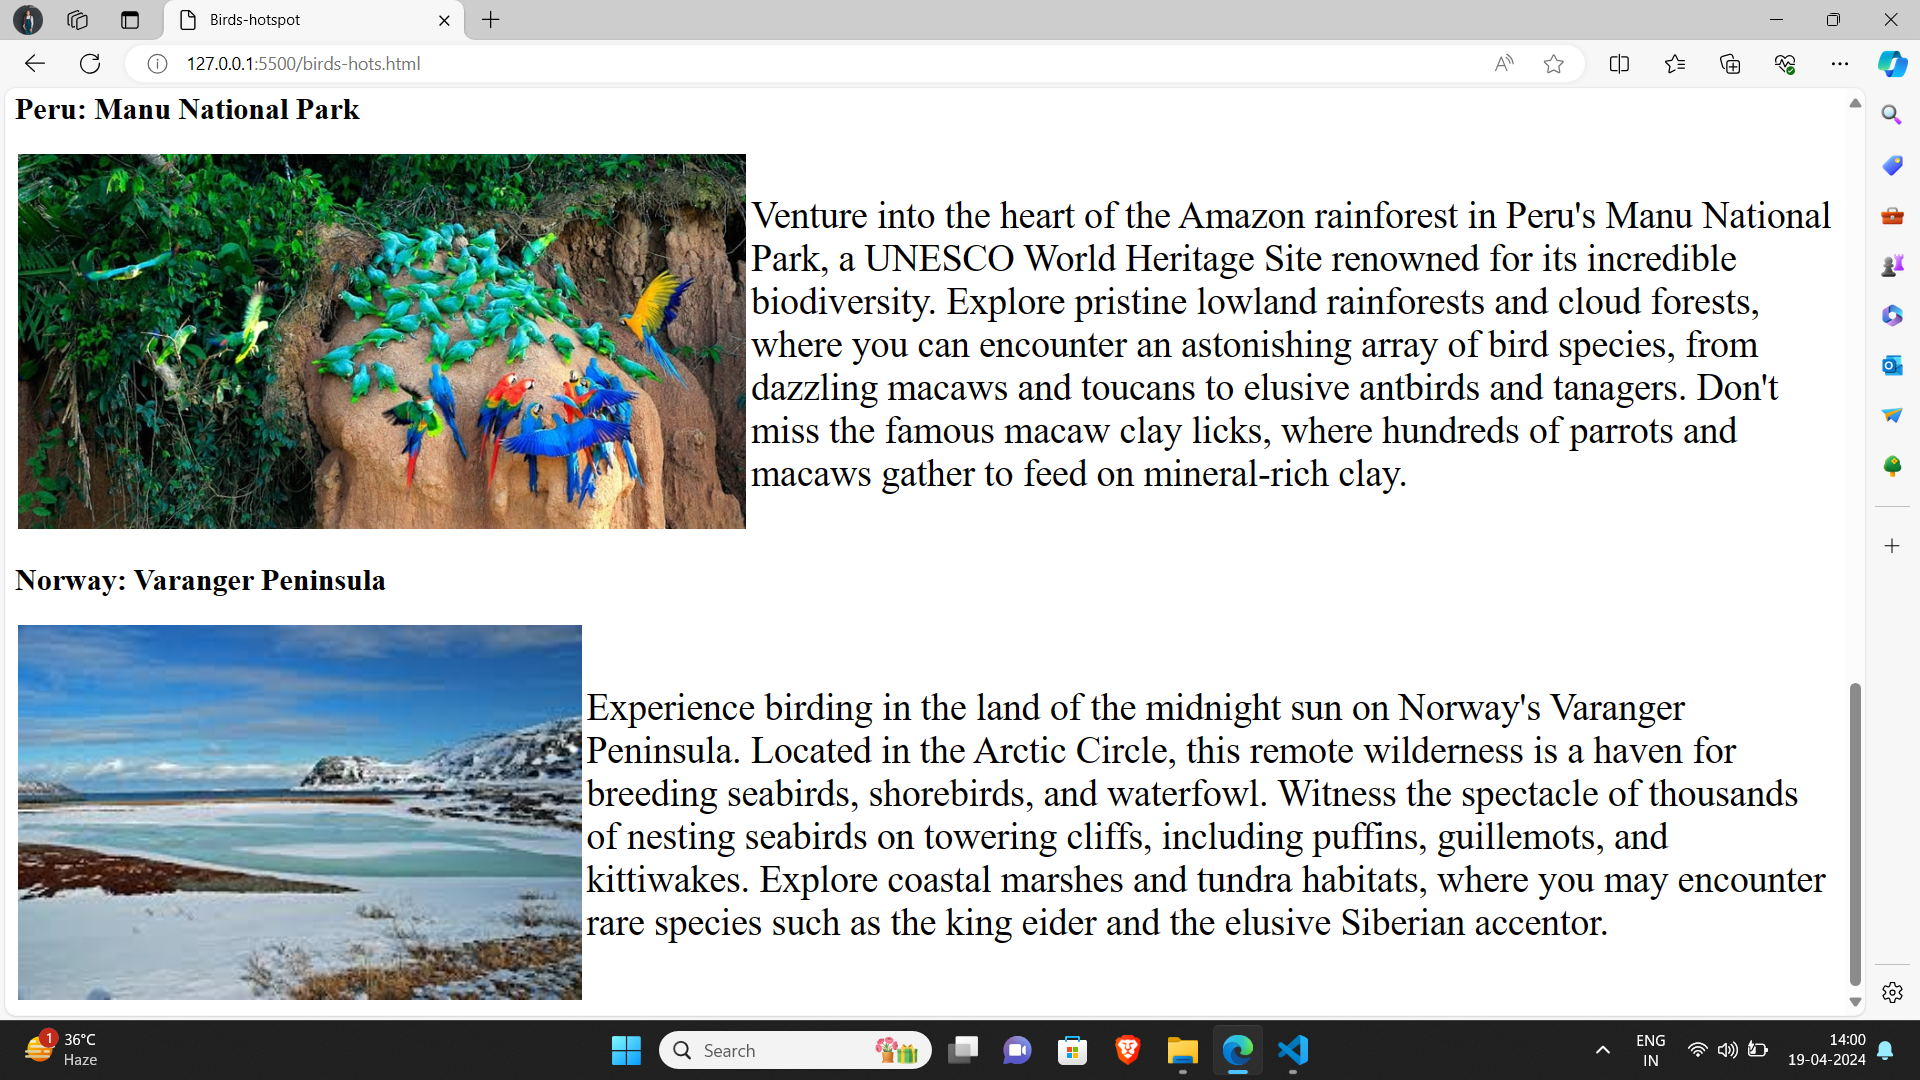 Birds-hotspot
127.0.0.1:5500/birds-hots.html
Peru: Manu National Park
Venture into the heart of the Amazon rainforest in Peru's Manu National
Park, a UNESCO World Heritage Site renowned for its incredible
biodiversity. Explore pristine lowland rainforests and cloud forests,
where you can encounter an astonishing array of bird species, from
dazzling macaws and toucans to elusive antbirds and tanagers. Don't
miss the famous macaw clay licks, where hundreds of parrots and
macaws gather to feed on mineral-rich clay.
Norway: Varanger Peninsula
Experience birding in the land of the midnight sun on Norway's Varanger
Peninsula. Located in the Arctic Circle, this remote wilderness is a haven for
breeding seabirds, shorebirds, and waterfowl. Witness the spectacle of thousands
of nesting seabirds on towering cliffs, including puffins, guillemots, and
kittiwakes. Explore coastal marshes and tundra habitats, where you may encounter
rare species such as the king eider and the elusive Siberian accentor.
1
36°C
Haze
Search
ENG
IN
14:00
19-04-2024